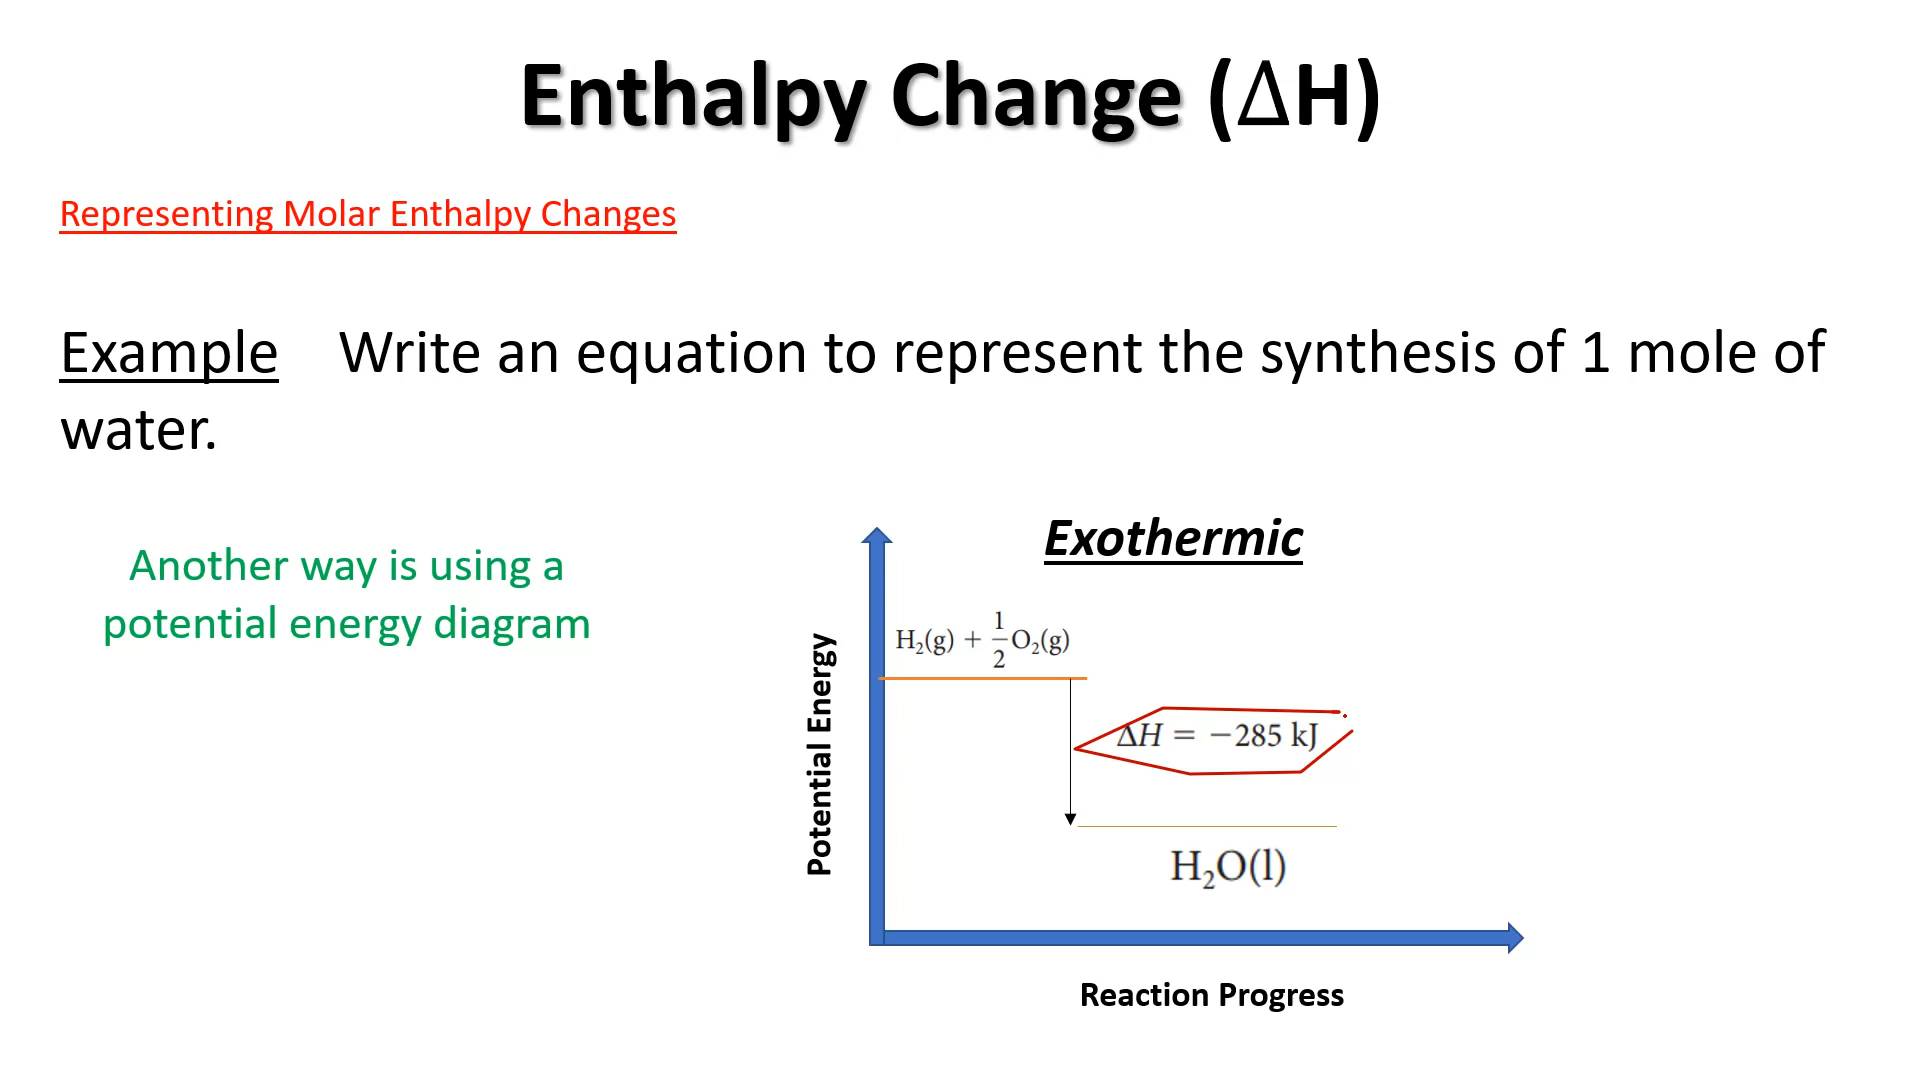 Enthalpy Change (ΔH)
Representing Molar Enthalpy Changes
Example Write an equation to represent the synthesis of 1 mole of
water.
Another way is using a
potential energy diagram
Exothermic
Potential Energy
H₂(g) + 1/2 O₂(g)
ΔH = −285 kJ
H₂O(l)
Reaction Progress